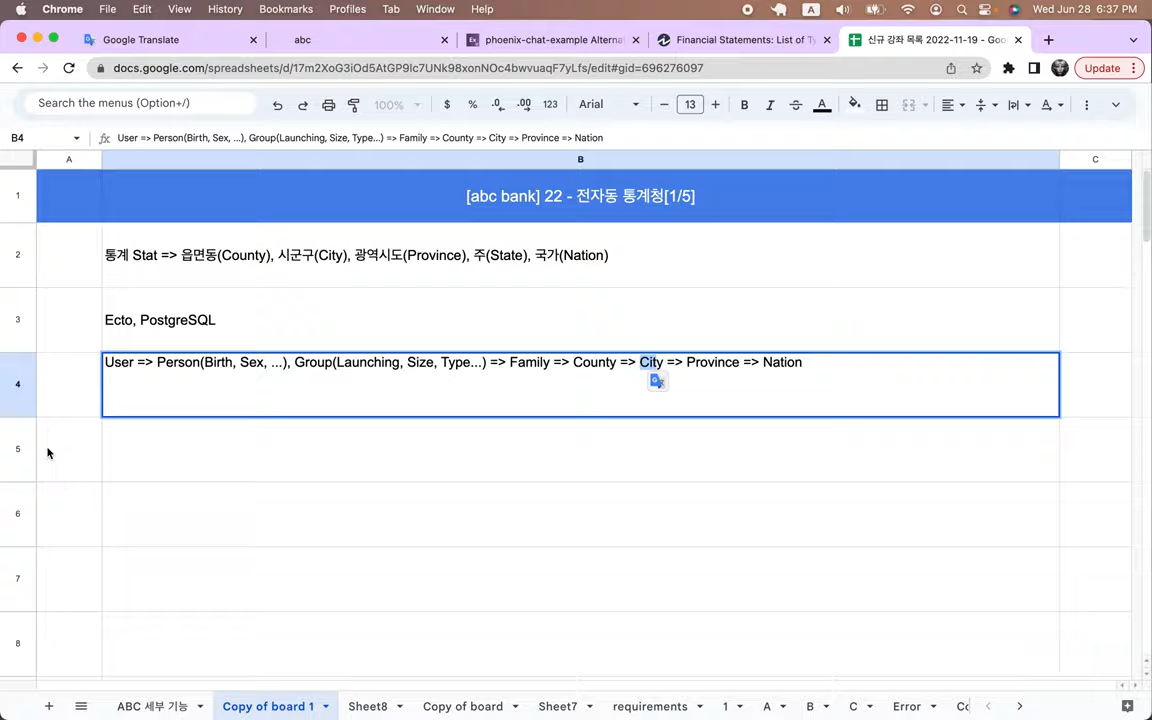 Chrome File Edit View History Bookmarks Profiles Tab Window Help A Wed Jun 28 6:37 PM
Google Translate abc Ex phoenix-chat-example Alterna Financial Statements: List of Ty 신규 강좌 목록 2022-11-19 - Goo
docs.google.com/spreadsheets/d/17m2XoG3iOd5AtGP9lc7UNk98xonNOc4bwvuaqF7yLfs/edit#gid=696276097 Update
Search the menus (Option+/) 100% $ % .0 .00 123 Arial 13 B I S A
B4 fx User => Person(Birth, Sex, ...), Group(Launching, Size, Type...) => Family => County => City => Province => Nation
A B C
1 [abc bank] 22 - 전자동 통계청[1/5]
2 통계 Stat => 읍면동(County), 시군구(City), 광역시도(Province), 주(State), 국가(Nation)
3 Ecto, PostgreSQL
4 User => Person(Birth, Sex, ...), Group(Launching, Size, Type...) => Family => County => City => Province => Nation
5
6
7
8
ABC 세부 기능 Copy of board 1 Sheet8 Copy of board Sheet7 requirements 1 A B C Error Cc